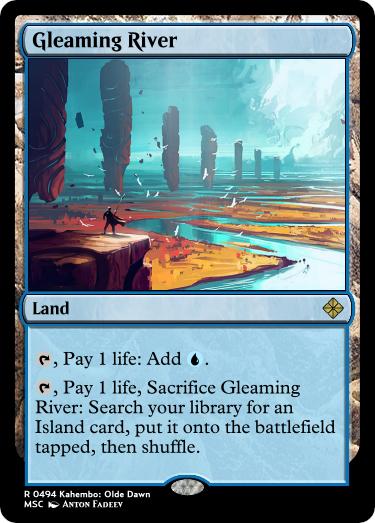 Gleaming River
Land
, Pay 1 life: Add .
, Pay 1 life, Sacrifice Gleaming
River: Search your library for an
Island card, put it onto the battlefield
tapped, then shuffle.
R 0494 Kahembo: Olde Dawn
MSC Anton Fadeev